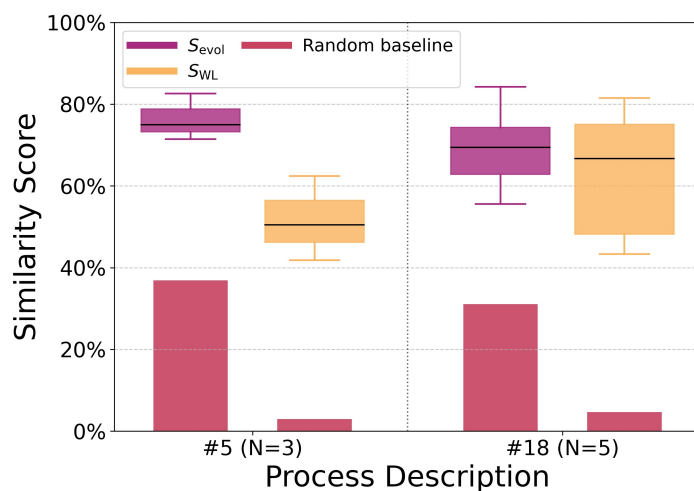 100%
80%
60%
40%
20%
0%
Similarity Score
S_evol
Random baseline
S_WL
#5 (N=3)
#18 (N=5)
Process Description